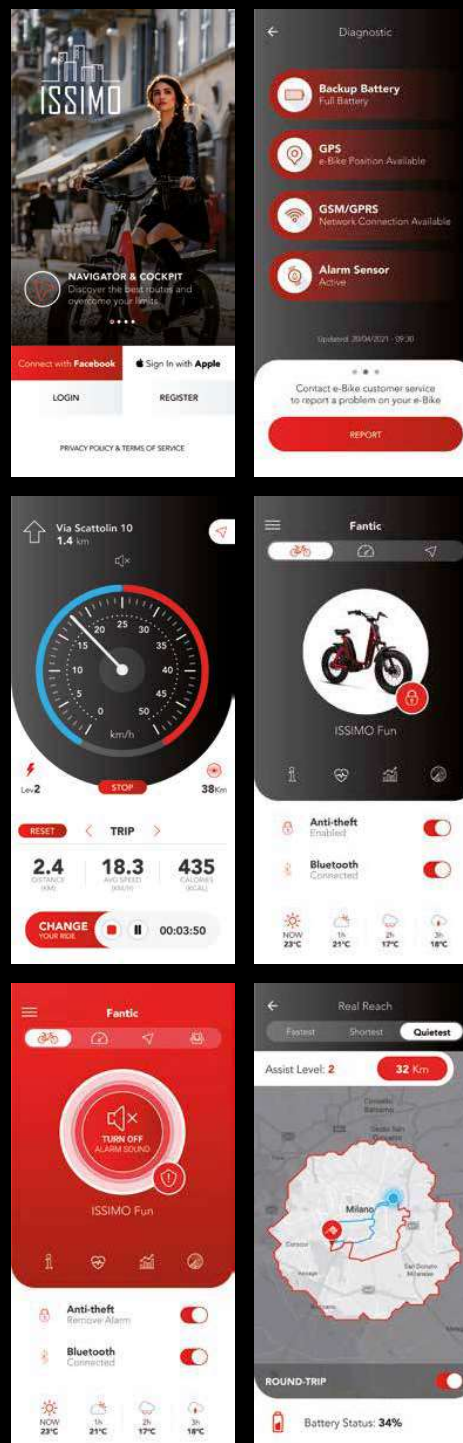 ISSIMO
NAVIGATOR & COCKPIT
Discover the best routes and
overcome your limits.
Connect with Facebook
Sign In with Apple
LOGIN
REGISTER
PRIVACY POLICY & TERMS OF SERVICE
Diagnostic
Backup Battery
Full Battery
GPS
e-Bike Position Available
GSM/GPRS
Network Connection Available
Alarm Sensor
Active
Updated: 20/04/2021 - 09:30
Contact e-Bike customer service
to report a problem on your e-Bike
REPORT
Via Scattolin 10
1.4 km
0
5
10
15
20
25
30
35
40
45
50
km/h
Lev.2
STOP
38Km
RESET
TRIP
2.4
DISTANCE
(KM)
18.3
AVG SPEED
(KM/H)
435
CALORIES
(KCAL)
CHANGE
YOUR RIDE
00:03:50
Fantic
ISSIMO Fun
Anti-theft
Enabled
Bluetooth
Connected
NOW
23°C
1h
21°C
2h
17°C
3h
18°C
Fantic
TURN OFF
ALARM SOUND
ISSIMO Fun
Anti-theft
Remove Alarm
Bluetooth
Connected
NOW
23°C
1h
21°C
2h
17°C
3h
18°C
Real Reach
Fastest
Shortest
Quietest
Assist Level: 2
32 Km
Milano
San Donato
Milanese
ROUND-TRIP
Battery Status: 34%